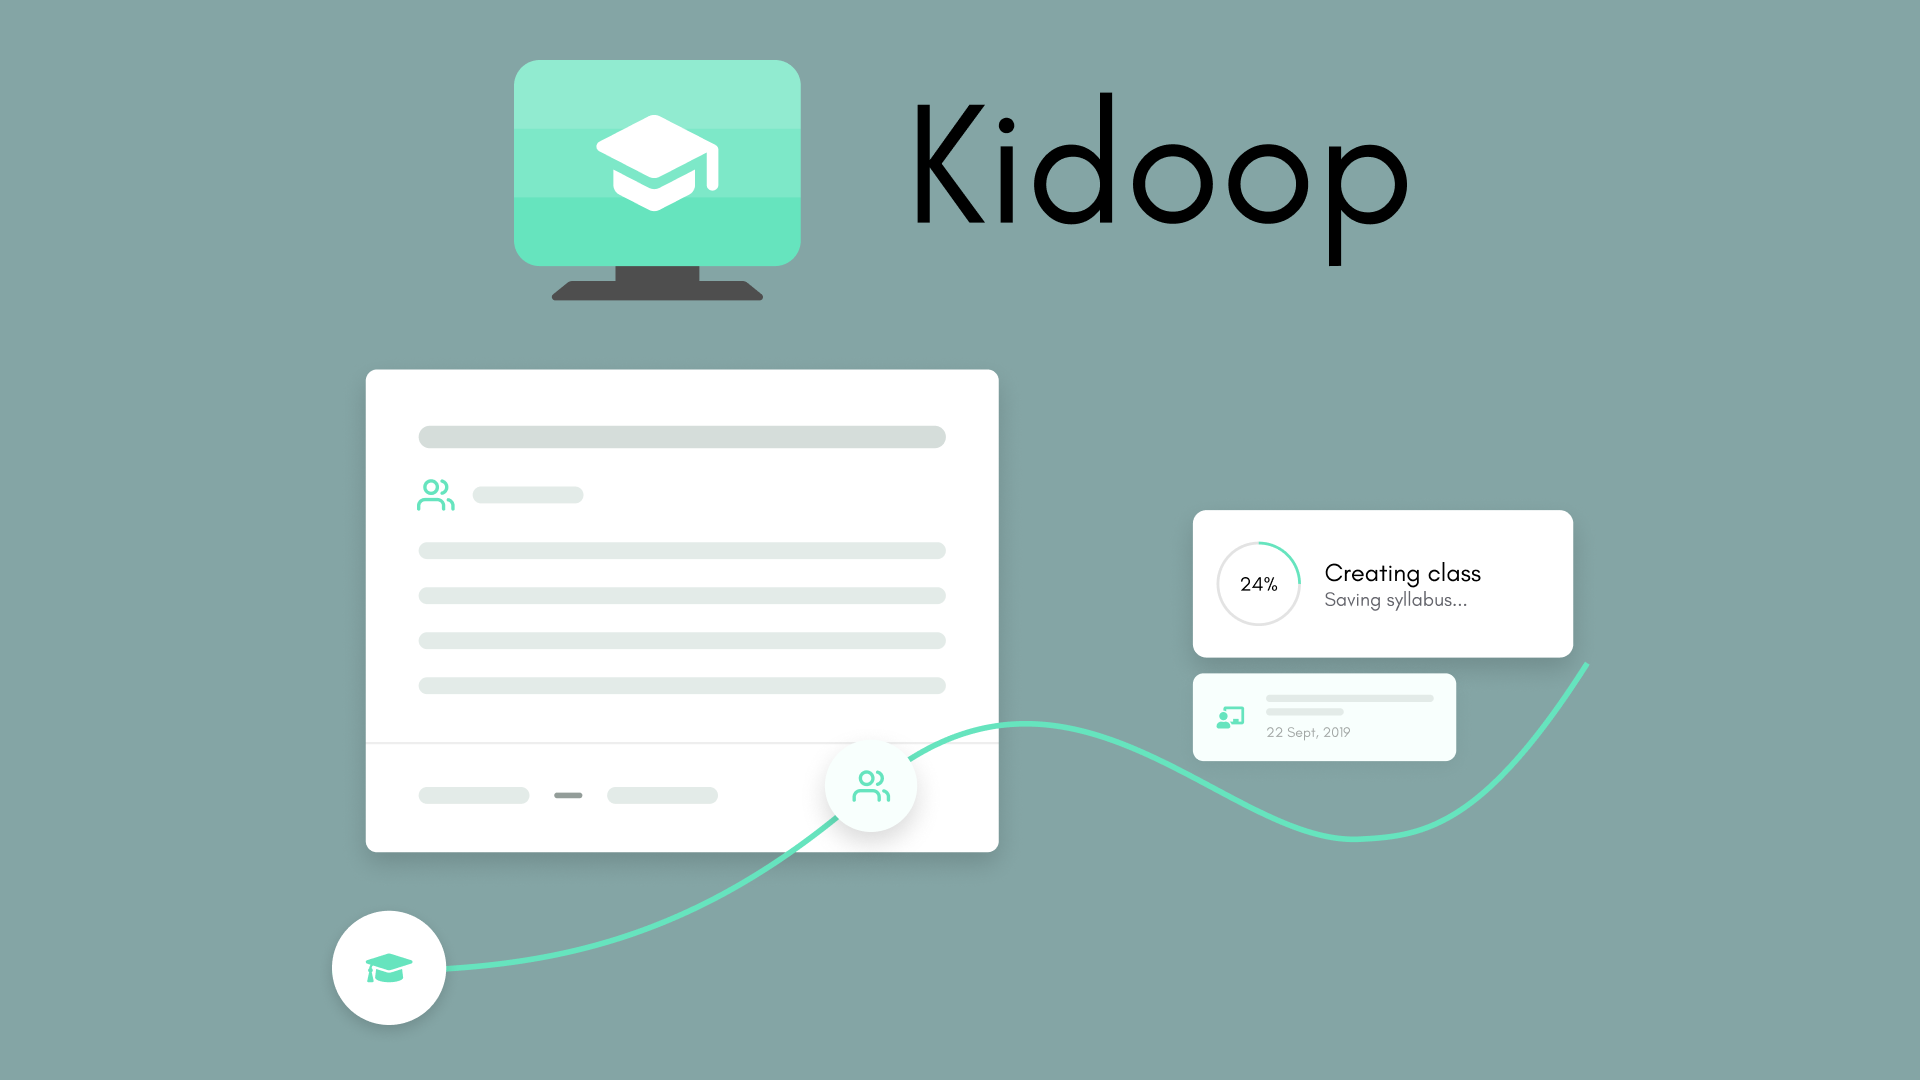 Kidoop
24%
Creating class
Saving syllabus...
22 Sept, 2019